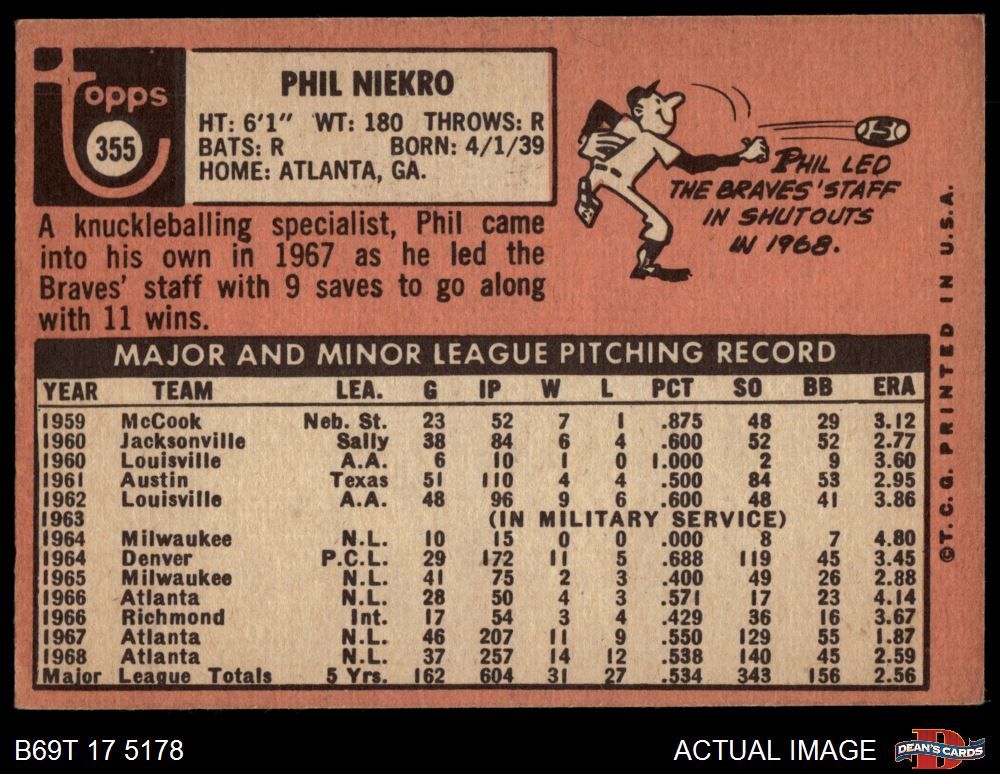 Topps
355
PHIL NIEKRO
HT: 6'1" WT: 180 THROWS: R
BATS: R BORN: 4/1/39
HOME: ATLANTA, GA.
A knuckleballing specialist, Phil came
into his own in 1967 as he led the
Braves' staff with 9 saves to go along
with 11 wins.
PHIL LED
THE BRAVES' STAFF
IN SHUTOUTS
IN 1968.
MAJOR AND MINOR LEAGUE PITCHING RECORD
YEAR TEAM LEA. G IP W L PCT SO BB ERA
1959 McCook Neb. St. 23 52 7 1 .875 48 29 3.12
1960 Jacksonville Sally 38 84 6 4 .600 52 52 2.77
1960 Louisville A.A. 6 10 1 0 1.000 2 9 3.60
1961 Austin Texas 51 110 4 4 .500 84 53 2.95
1962 Louisville A.A. 48 96 9 6 .600 48 41 3.86
1963 (IN MILITARY SERVICE)
1964 Milwaukee N.L. 10 15 0 0 .000 8 7 4.80
1964 Denver P.C.L. 29 172 11 5 .688 119 45 3.45
1965 Milwaukee N.L. 41 75 2 3 .400 49 26 2.88
1966 Atlanta N.L. 28 50 4 3 .571 17 23 4.14
1966 Richmond Int. 17 54 3 4 .429 36 16 3.67
1967 Atlanta N.L. 46 207 11 9 .550 129 55 1.87
1968 Atlanta N.L. 37 257 14 12 .538 140 45 2.59
Major League Totals 5 Yrs. 162 604 31 27 .534 343 156 2.56
©T.C.G. PRINTED IN U.S.A.
B69T 17 5178
ACTUAL IMAGE
D
DEAN'S CARDS